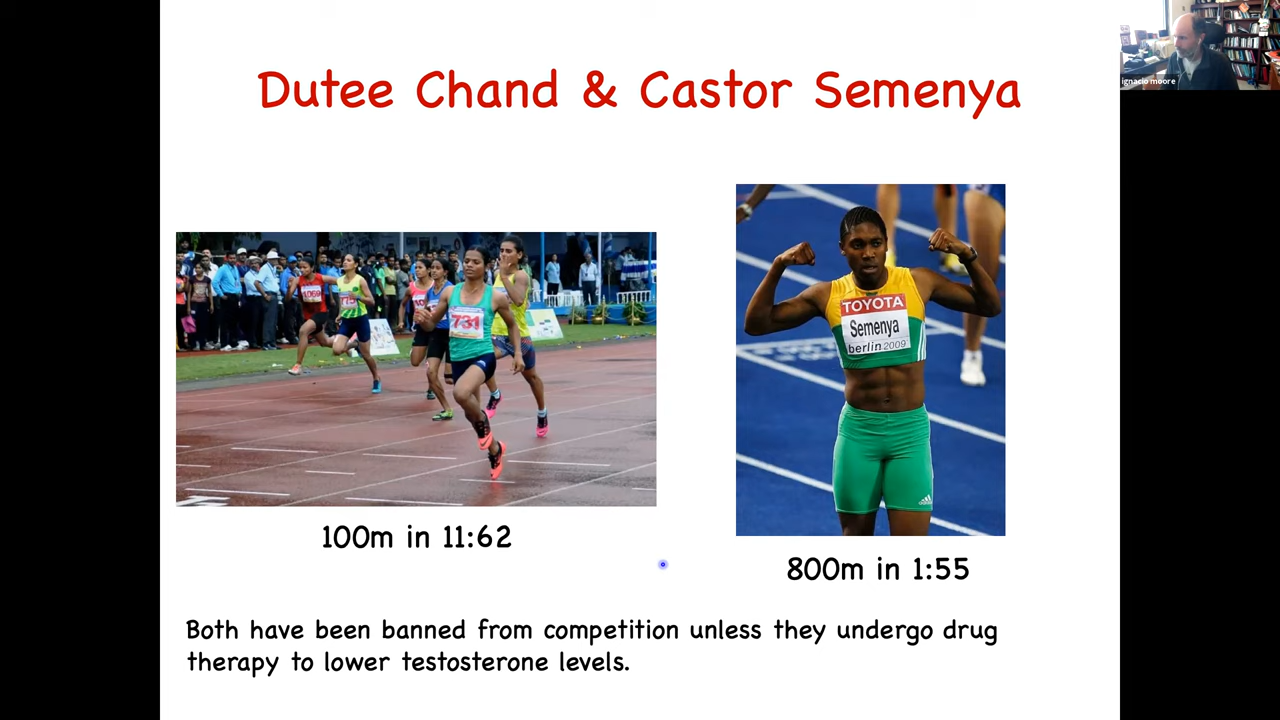 Dutee Chand & Castor Semenya
ignacio moore
TOYOTA
Semenya
berlin 2009
731
1069
100m in 11:62
800m in 1:55
Both have been banned from competition unless they undergo drug
therapy to lower testosterone levels.